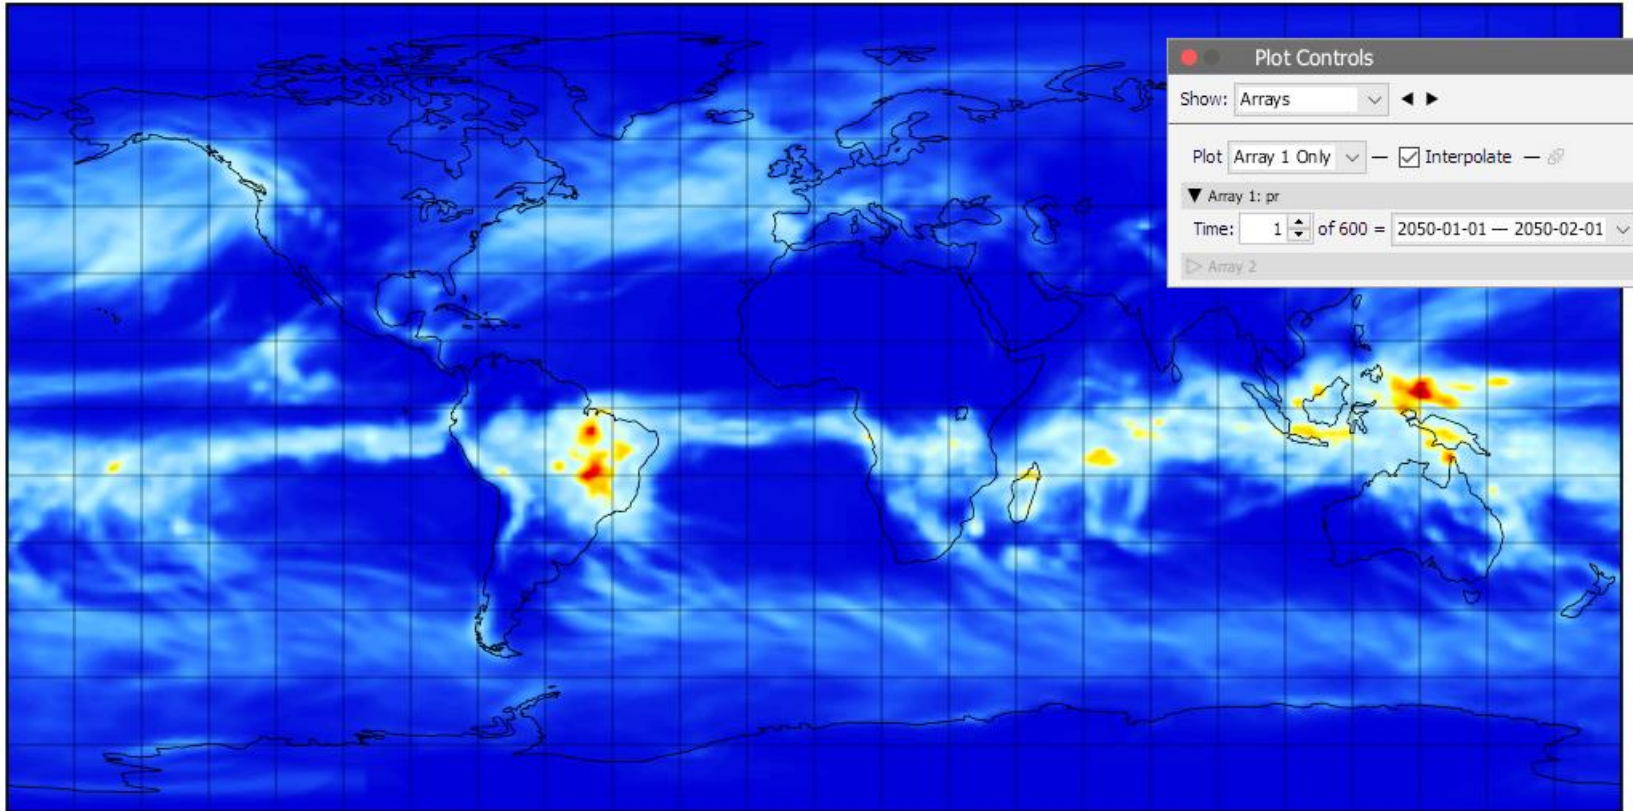 Plot Controls
Show: Arrays
Plot Array 1 Only — Interpolate —
Array 1: pr
Time: 1 of 600 = 2050-01-01 — 2050-02-01
Array 2